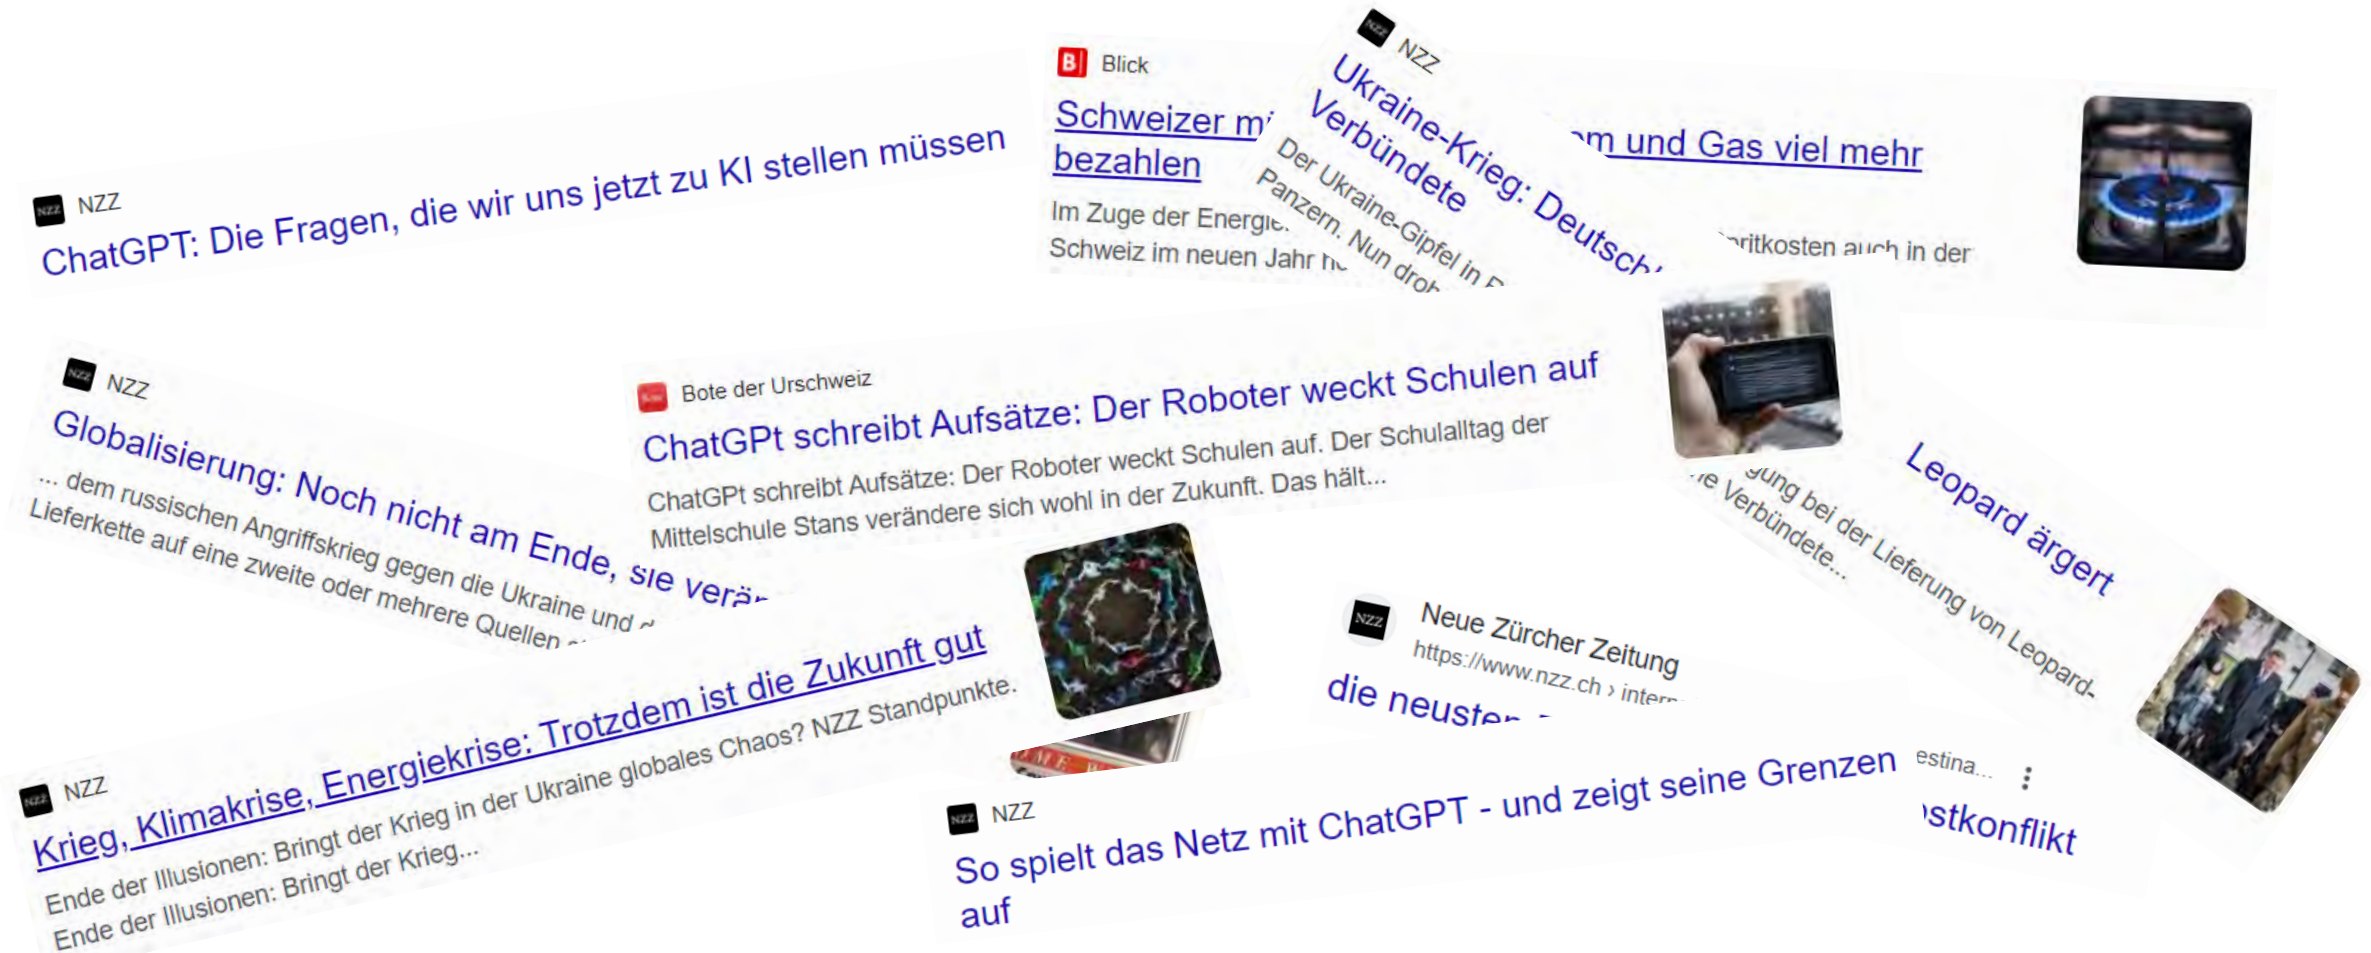 NZZ
ChatGPT: Die Fragen, die wir uns jetzt zu KI stellen müssen
Blick
Schweizer
und Gas viel mehr
bezahlen
Im Zuge der
auch in der
Schweiz im neuen Jahr
NZZ
Ukraine-Krieg:
Leopard ärgert
Verbündete
Der Ukraine-Gipfel in
bei der Lieferung von Leopard-
Panzern. Nun
Verbündete...
NZZ
Globalisierung: Noch nicht am Ende, sie
... dem russischen Angriffskrieg gegen die Ukraine und
Lieferkette auf eine zweite oder mehrere Quellen
Bote der Urschweiz
ChatGPt schreibt Aufsätze: Der Roboter weckt Schulen auf
ChatGPt schreibt Aufsätze: Der Roboter weckt Schulen auf. Der Schulalltag der
Mittelschule Stans verändere sich wohl in der Zukunft. Das hält...
NZZ
Krieg, Klimakrise, Energiekrise: Trotzdem ist die Zukunft gut
Ende der Illusionen: Bringt der Krieg in der Ukraine globales Chaos? NZZ Standpunkte.
Ende der Illusionen: Bringt der Krieg...
NZZ
Neue Zürcher Zeitung
https://www.nzz.ch ›
die neusten
NZZ
So spielt das Netz mit ChatGPT - und zeigt seine Grenzen
auf